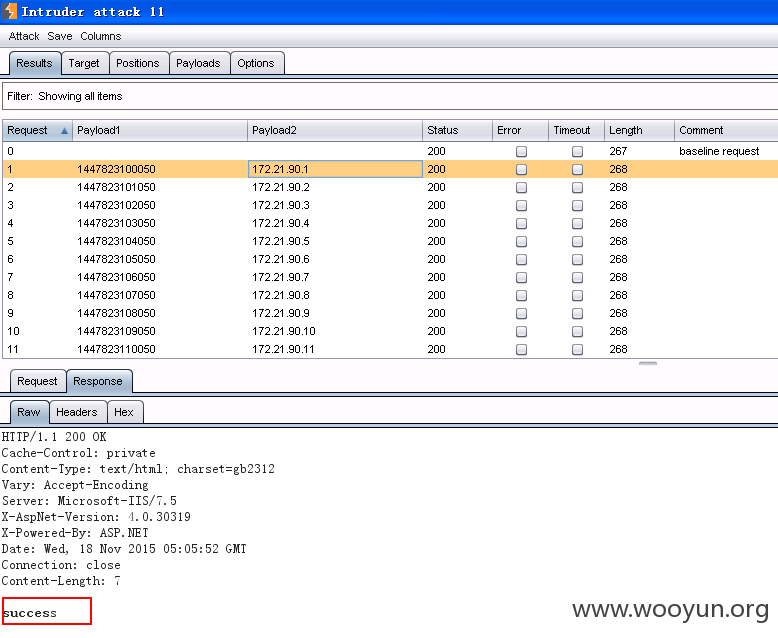 Intruder attack 11
Attack Save Columns
Results Target Positions Payloads Options
Filter: Showing all items
Request Payload1 Payload2 Status Error Timeout Length Comment
0 200 267 baseline request
1 1447823100050 172.21.90.1 200 268
2 1447823101050 172.21.90.2 200 268
3 1447823102050 172.21.90.3 200 268
4 1447823103050 172.21.90.4 200 268
5 1447823104050 172.21.90.5 200 268
6 1447823105050 172.21.90.6 200 268
7 1447823106050 172.21.90.7 200 268
8 1447823107050 172.21.90.8 200 268
9 1447823108050 172.21.90.9 200 268
10 1447823109050 172.21.90.10 200 268
11 1447823110050 172.21.90.11 200 268
Request Response
Raw Headers Hex
HTTP/1.1 200 OK
Cache-Control: private
Content-Type: text/html; charset=gb2312
Vary: Accept-Encoding
Server: Microsoft-IIS/7.5
X-AspNet-Version: 4.0.30319
X-Powered-By: ASP.NET
Date: Wed, 18 Nov 2015 05:05:52 GMT
Connection: close
Content-Length: 7
success
www.wooyun.org